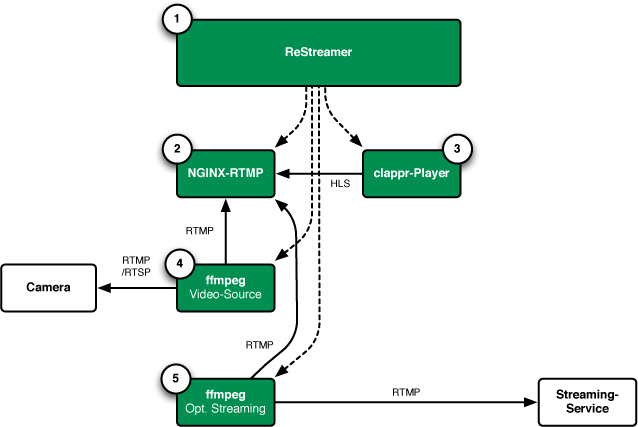 1
ReStreamer
2
NGINX-RTMP
HLS
clappr-Player
3
RTMP
RTMP
/RTSP
4
ffmpeg
Video-Source
Camera
RTMP
5
ffmpeg
Opt. Streaming
RTMP
Streaming-
Service